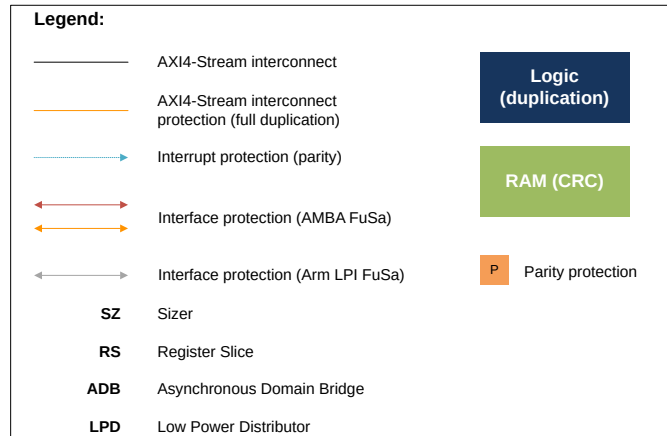 Legend:
AXI4-Stream interconnect
AXI4-Stream interconnect
protection (full duplication)
Interrupt protection (parity)
Interface protection (AMBA FuSa)
Interface protection (Arm LPI FuSa)
SZ Sizer
RS Register Slice
ADB Asynchronous Domain Bridge
LPD Low Power Distributor
Logic
(duplication)
RAM (CRC)
P Parity protection